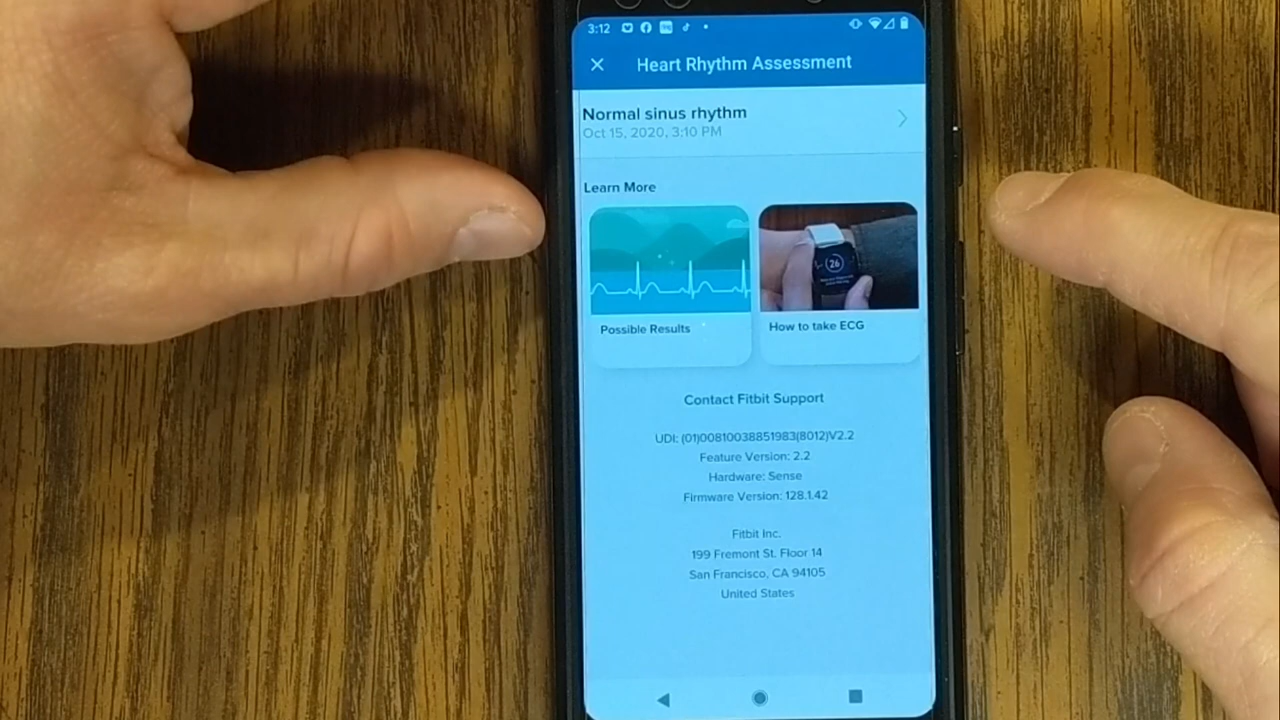 3:12
Heart Rhythm Assessment
Normal sinus rhythm
Oct 15, 2020, 3:10 PM
Learn More
26
Possible Results
How to take ECG
Contact Fitbit Support
UDI: (01)00810038851983(8012)V2.2
Feature Version: 2.2
Hardware: Sense
Firmware Version: 128.1.42
Fitbit Inc.
199 Fremont St. Floor 14
San Francisco, CA 94105
United States